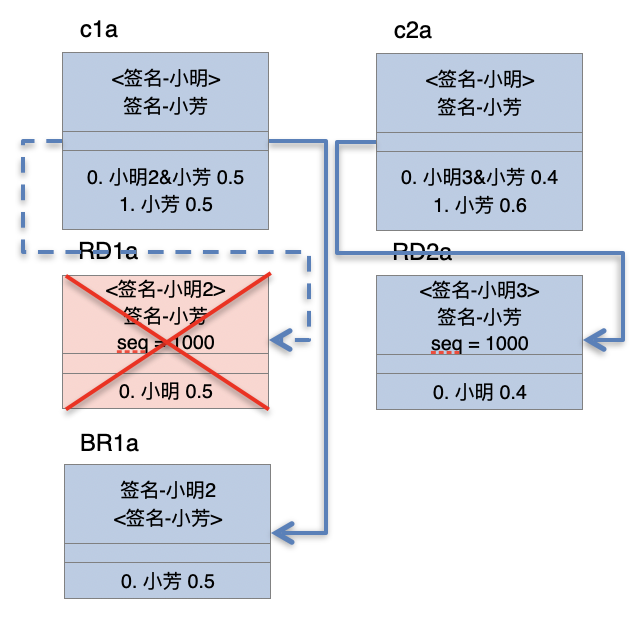 c1a
<签名-小明>
签名-小芳
0. 小明2&小芳 0.5
1. 小芳 0.5
c2a
<签名-小明>
签名-小芳
0. 小明3&小芳 0.4
1. 小芳 0.6
RD1a
<签名-小明2>
签名-小芳
seq = 1000
0. 小明 0.5
RD2a
<签名-小明3>
签名-小芳
seq = 1000
0. 小明 0.4
BR1a
签名-小明2
<签名-小芳>
0. 小芳 0.5